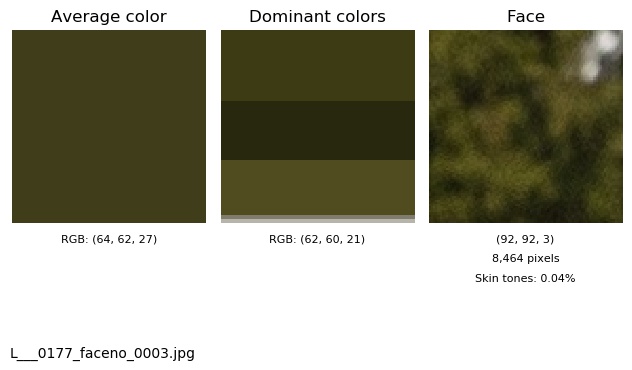 Average color
Dominant colors
Face
RGB: (64, 62, 27)
RGB: (62, 60, 21)
(92, 92, 3)
8,464 pixels
Skin tones: 0.04%
L___0177_faceno_0003.jpg